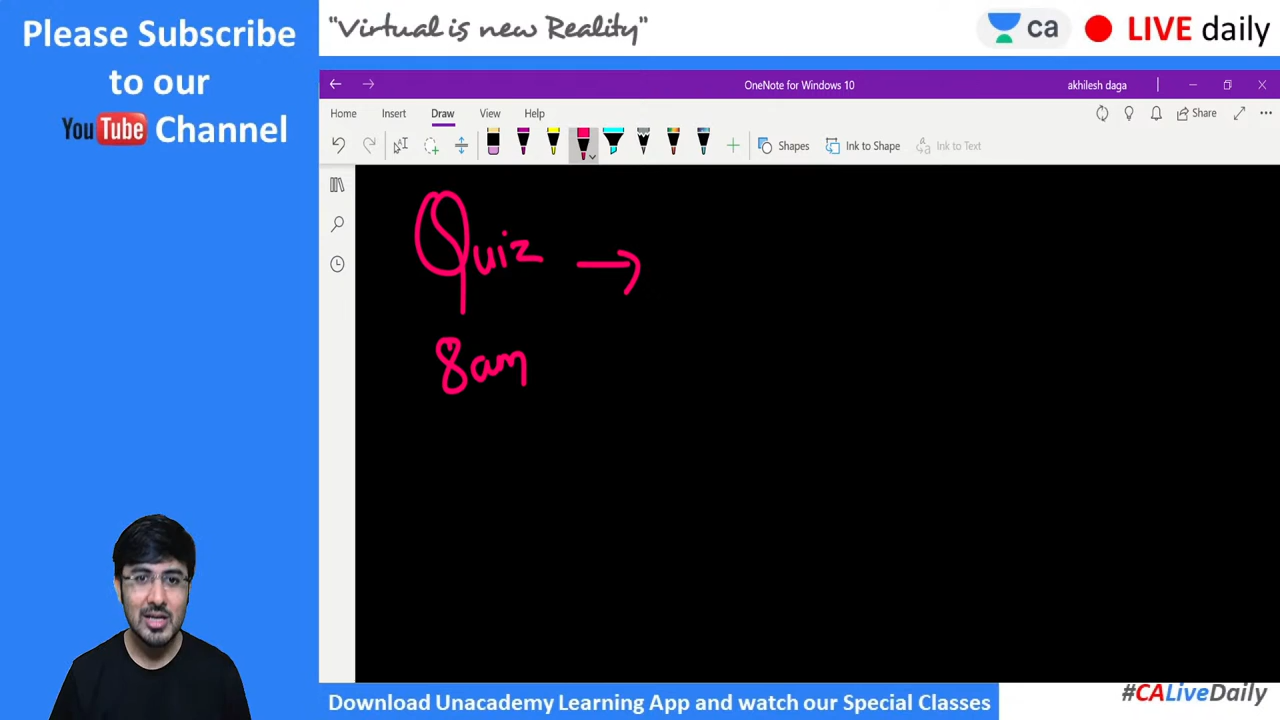 Please Subscribe
to our
YouTube Channel
"Virtual is new Reality"
ca
LIVE daily
OneNote for Windows 10
akhilesh daga
Home Insert Draw View Help
Share
Shapes
Ink to Shape
Ink to Text
Quiz →
8am
Download Unacademy Learning App and watch our Special Classes
#CALiveDaily